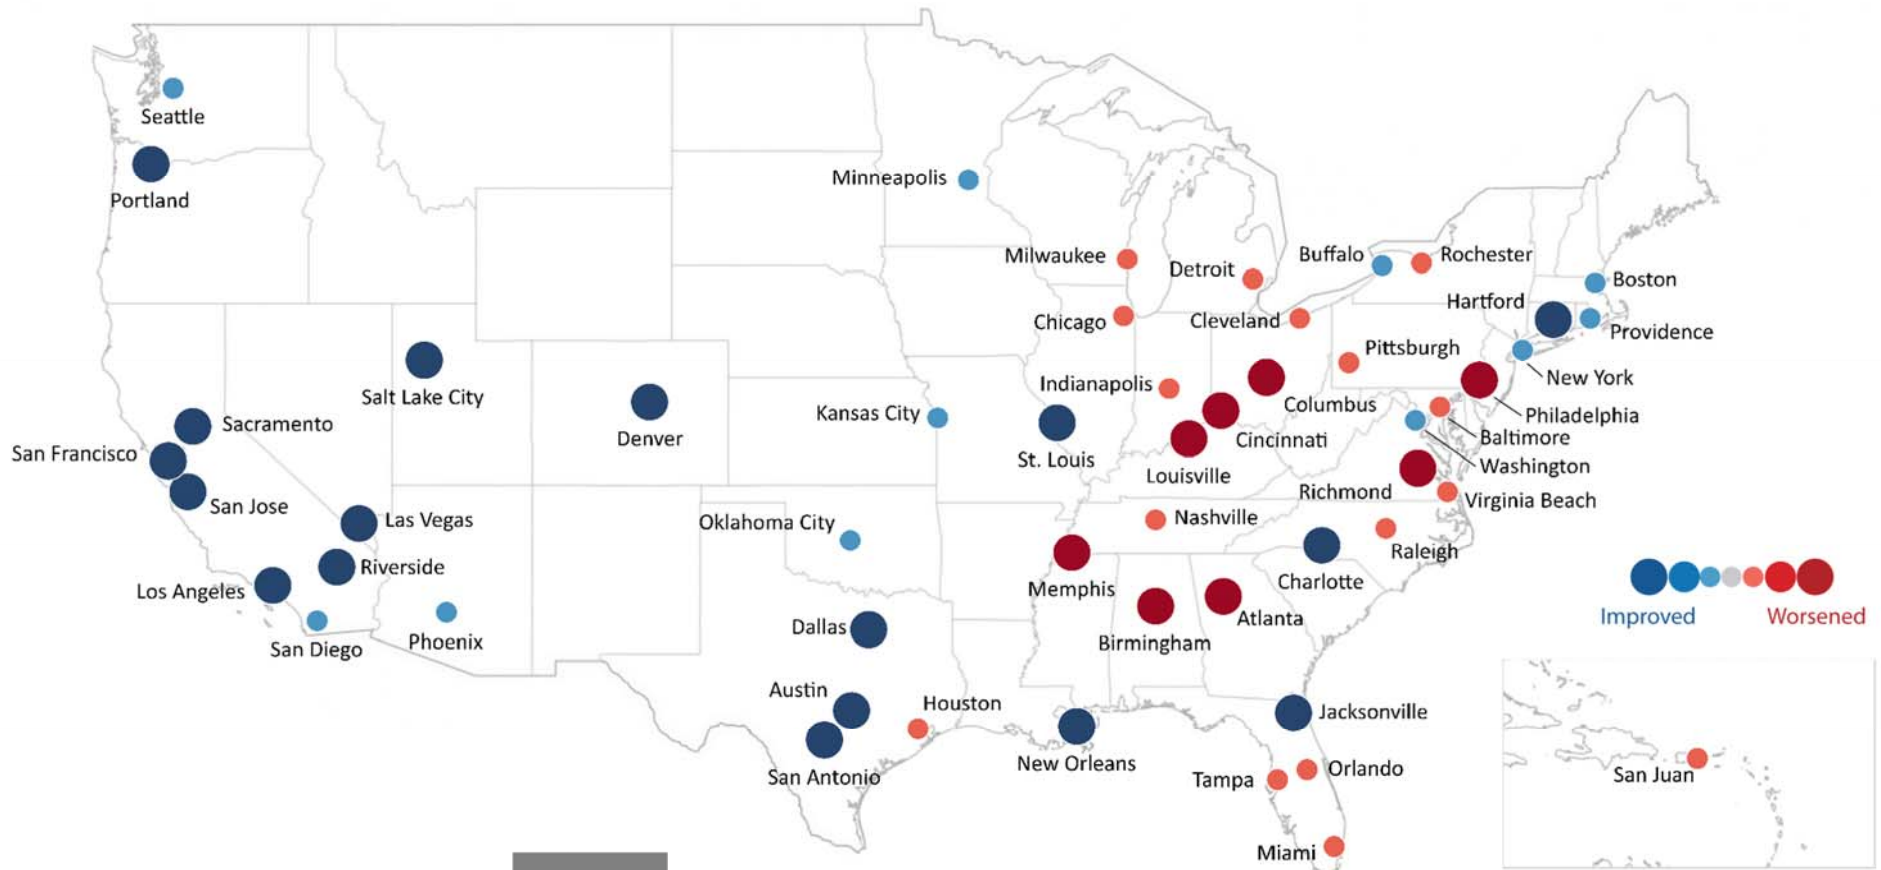 Seattle
Portland
Minneapolis
Milwaukee
Detroit
Buffalo
Rochester
Boston
Hartford
Chicago
Cleveland
Providence
Pittsburgh
New York
Salt Lake City
Indianapolis
Columbus
Kansas City
Philadelphia
Sacramento
Denver
Cincinnati
Baltimore
San Francisco
St. Louis
Washington
Louisville
Richmond
Virginia Beach
San Jose
Las Vegas
Oklahoma City
Nashville
Raleigh
Riverside
Charlotte
Los Angeles
Memphis
Improved
Worsened
Atlanta
Dallas
Phoenix
Birmingham
San Diego
Austin
Houston
Jacksonville
New Orleans
San Antonio
Tampa
Orlando
San Juan
Miami